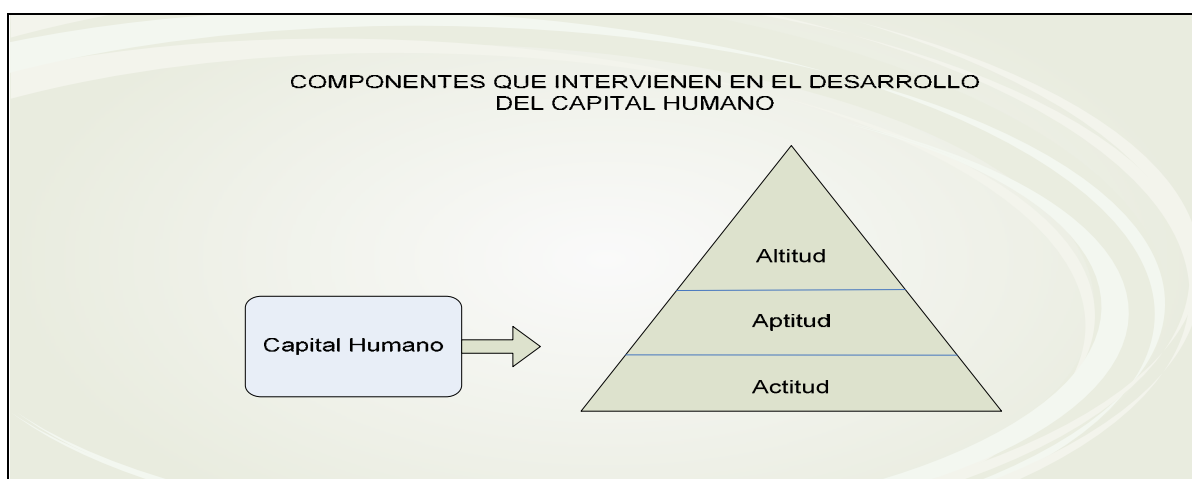 COMPONENTES QUE INTERVIENEN EN EL DESARROLLO
DEL CAPITAL HUMANO
Altitud
Aptitud
Capital Humano
Actitud